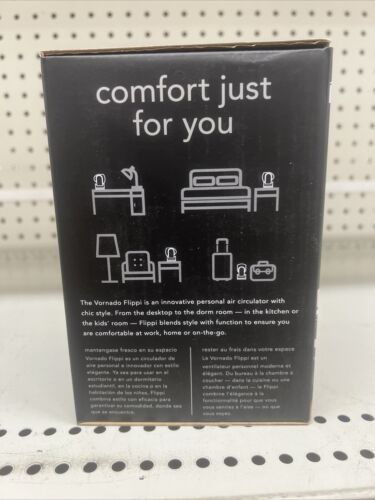 comfort just
for you
The Vornado Flippi is an innovative personal air circulator with
chic style. From the desktop to the dorm room — in the kitchen or
the kids' room — Flippi blends style with function to ensure you
are comfortable at work, home or on-the-go.
mantengase fresco en su espacio
Vornado Flippi es un circulador de
aire personal e innovador con estilo
elegante. Ya sea para usar en el
escritorio o en un dormitorio
estudiantil, en la cocina o en la
habitación de los niños, Flippi
combina estilo con eficacia para
garantizar su comodidad, donde sea
que se encuentre.
rester au frais dans votre espace
Le Vornado Flippi est un
ventilateur personnel moderne et
élégant. Du bureau à la chambre à
coucher — dans la cuisine ou une
chambre d'enfant — le Flippi
combine l'élégance à la
fonctionnalité pour que vous
vous sentiez à l'aise — où que
vous soyez.